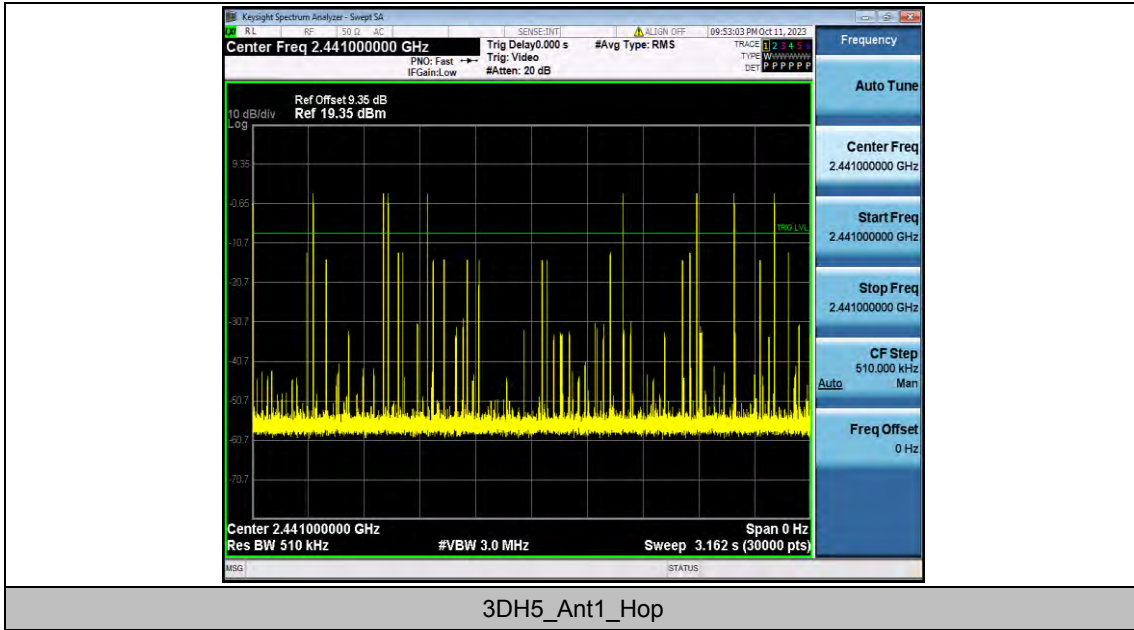 Keysight Spectrum Analyzer - Swept SA
RL RF 50 Ω AC SENSE:INT ALIGN OFF 09:53:03 PM Oct 11, 2023
Center Freq 2.441000000 GHz
PNO: Fast
IFGain:Low
Trig Delay0.000 s
Trig: Video
#Atten: 20 dB
#Avg Type: RMS
TRACE 1 2 3 4 5 6
TYPE W
DET P P P P P P
Ref Offset 9.35 dB
10 dB/div Ref 19.35 dBm
Log
9.35
-0.65
TRIG LVL
-10.7
-20.7
-30.7
-40.7
-50.7
-60.7
-70.7
Center 2.441000000 GHz Span 0 Hz
Res BW 510 kHz #VBW 3.0 MHz Sweep 3.162 s (30000 pts)
MSG STATUS
Frequency
Auto Tune
Center Freq
2.441000000 GHz
Start Freq
2.441000000 GHz
Stop Freq
2.441000000 GHz
CF Step
510.000 kHz
Auto Man
Freq Offset
0 Hz
3DH5_Ant1_Hop